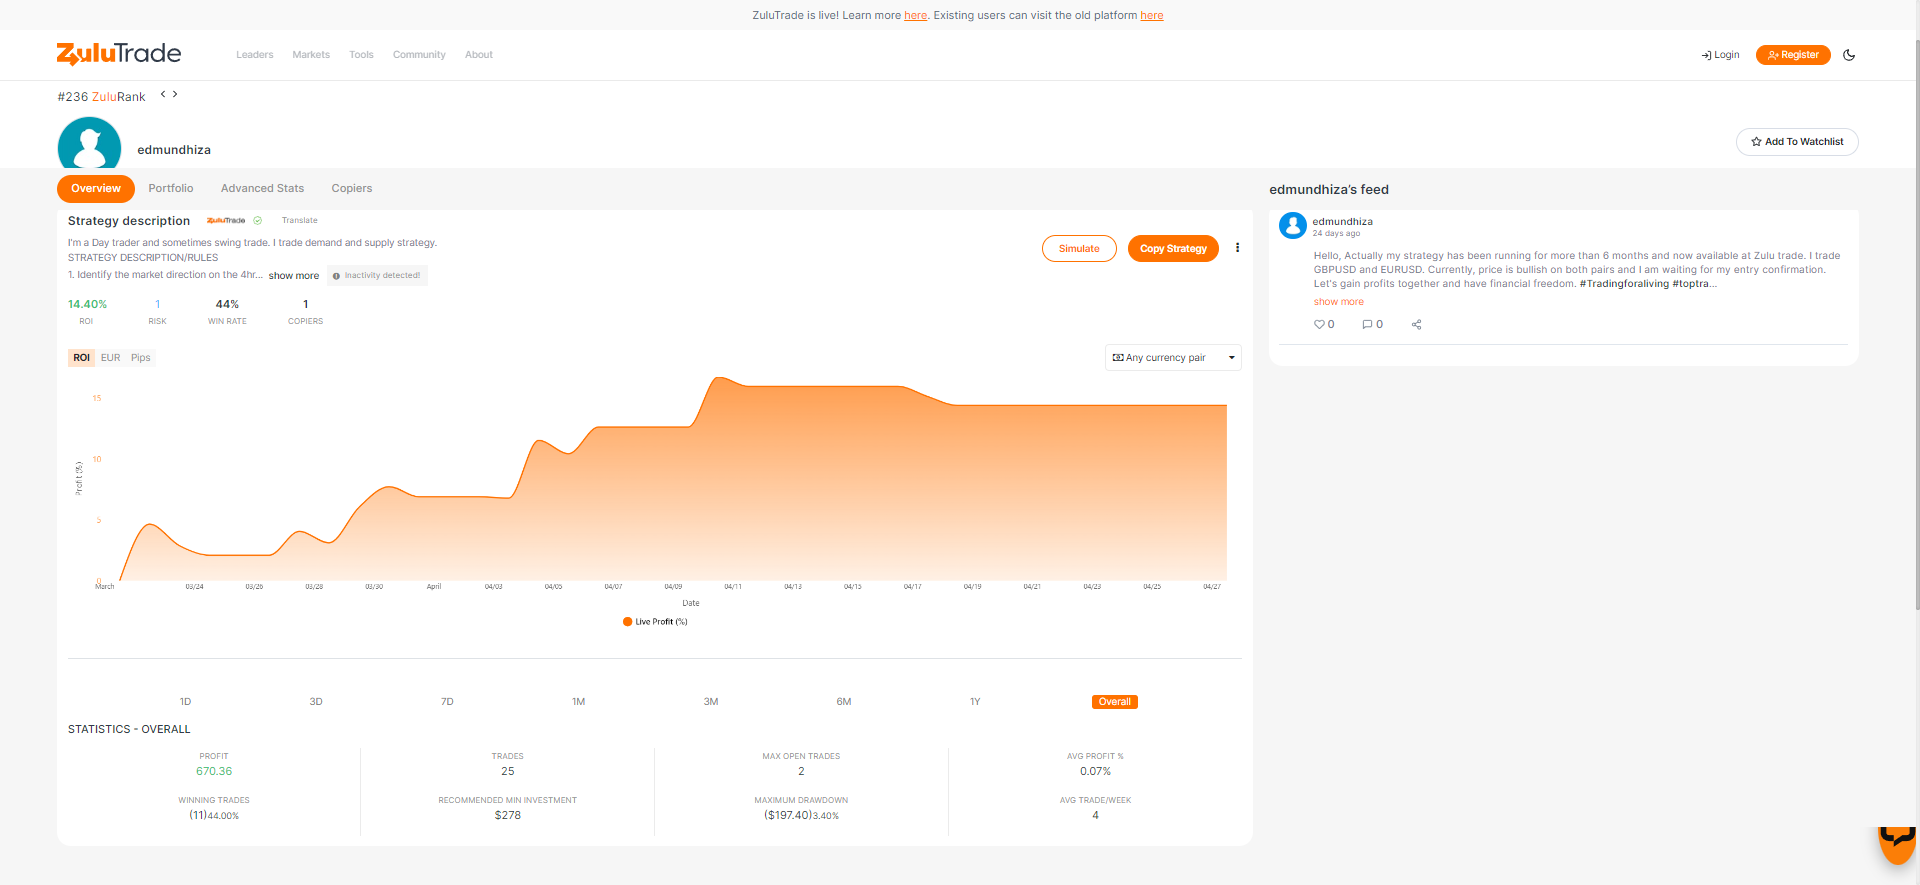 ZuluTrade is live! Learn more here. Existing users can visit the old platform here
ZuluTrade
Leaders Markets Tools Community About
Login
Register
#236 ZuluRank
edmundhiza
Add To Watchlist
Overview Portfolio Advanced Stats Copiers
Strategy description ZuluTrade Translate
I'm a Day trader and sometimes swing trade. I trade demand and supply strategy.
STRATEGY DESCRIPTION/RULES
1. Identify the market direction on the 4hr... show more Inactivity detected!
Simulate
Copy Strategy
14.40% 1 44% 1
ROI RISK WIN RATE COPIERS
ROI EUR Pips
Any currency pair
15
10
5
0
Profit (%)
March 03/24 03/26 03/28 03/30 April 04/03 04/05 04/07 04/09 04/11 04/13 04/15 04/17 04/19 04/21 04/23 04/25 04/27
Date
Live Profit (%)
1D 3D 7D 1M 3M 6M 1Y Overall
STATISTICS - OVERALL
PROFIT TRADES MAX OPEN TRADES AVG PROFIT %
670.36 25 2 0.07%
WINNING TRADES RECOMMENDED MIN INVESTMENT MAXIMUM DRAWDOWN AVG TRADE/WEEK
(11)44.00% $278 ($197.40)3.40% 4
edmundhiza's feed
edmundhiza
24 days ago
Hello, Actually my strategy has been running for more than 6 months and now available at Zulu trade. I trade
GBPUSD and EURUSD. Currently, price is bullish on both pairs and I am waiting for my entry confirmation.
Let's gain profits together and have financial freedom. #Tradingforaliving #toptra...
show more
0 0